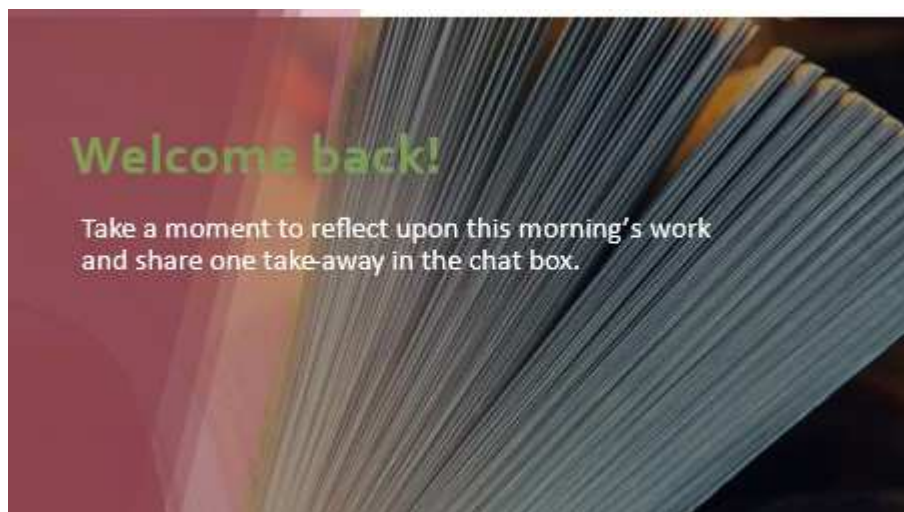 Welcome back!
Take a moment to reflect upon this morning’s work
and share one take-away in the chat box.